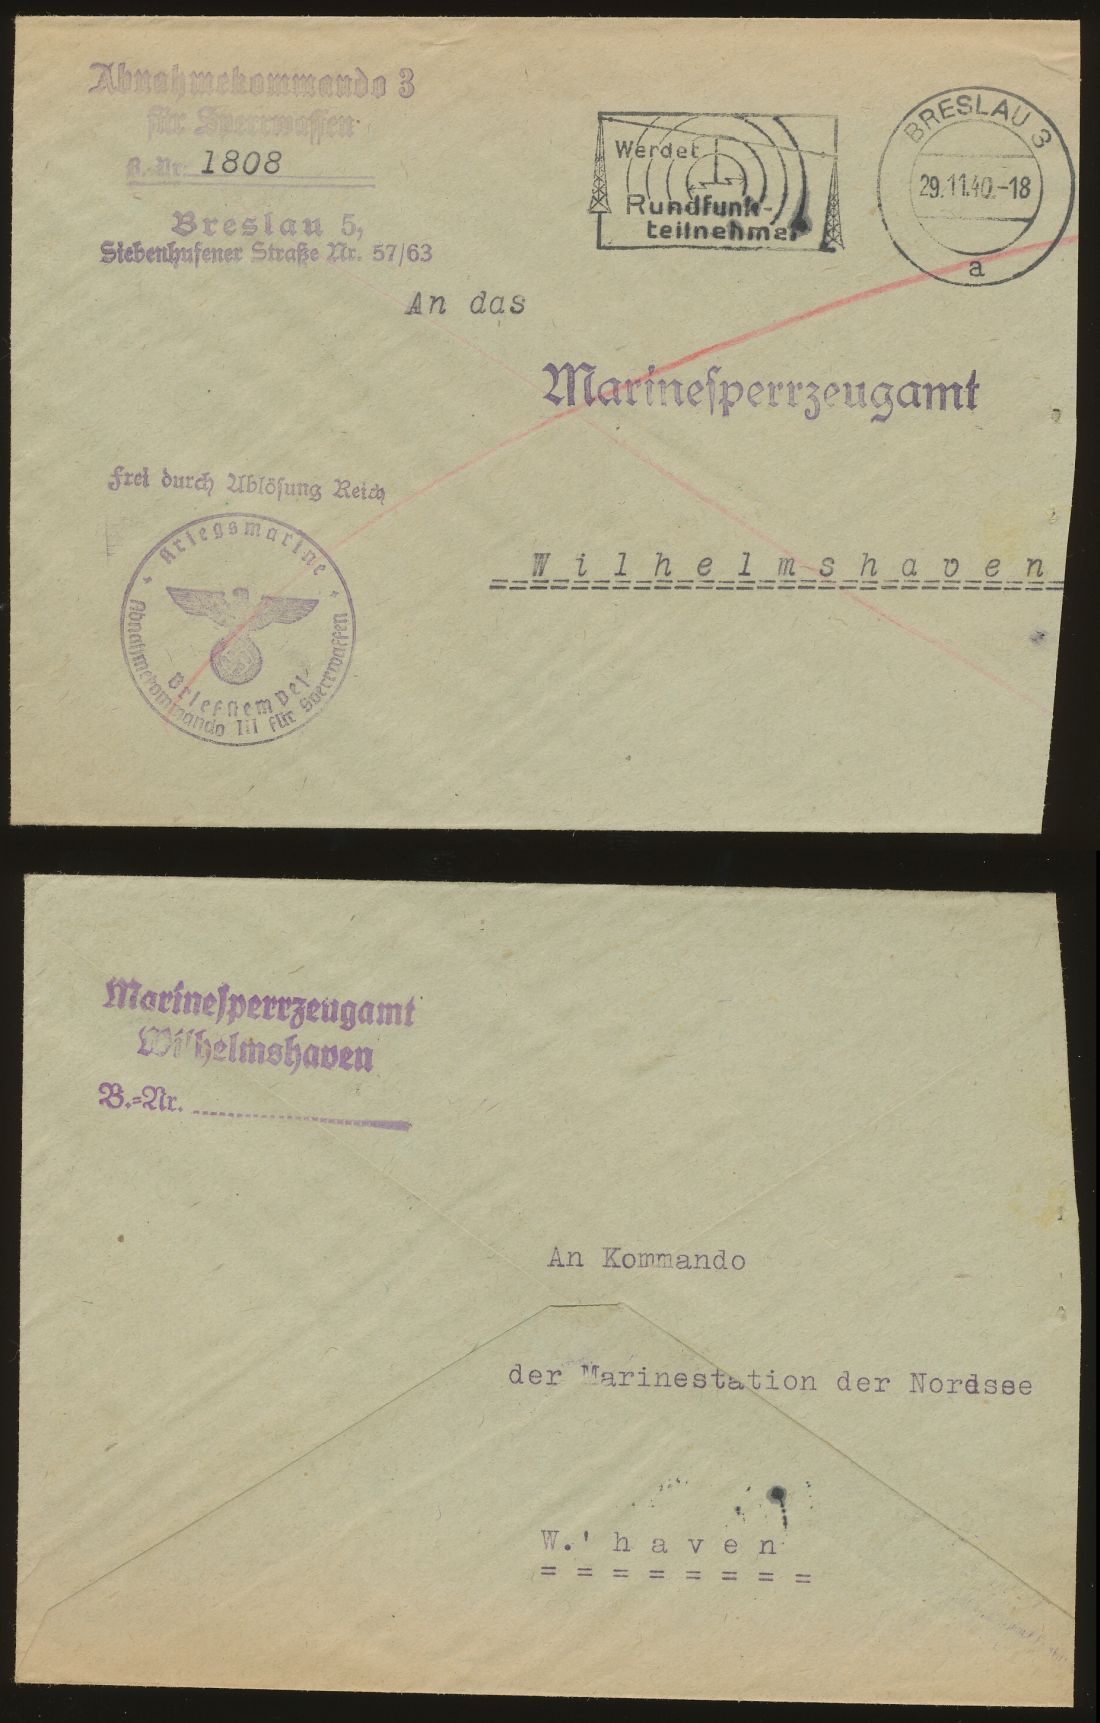 Abnahmekommando 3
für Sperrwaffen
B.-Nr. 1808
Breslau 5,
Siebenhufener Straße Nr. 57/63
Werdet
Rundfunk-
teilnehmer
BRESLAU 3
29.11.40.-18
a
An das
Marinesperrzeugamt
Wilhelmshaven
Frei durch Ablösung Reich
Kriegsmarine
Briefstempel
Abnahmekommando III für Sperrwaffen
Marinesperrzeugamt
Wilhelmshaven
B.=Nr.
An Kommando
der Marinestation der Nordsee
W.'haven